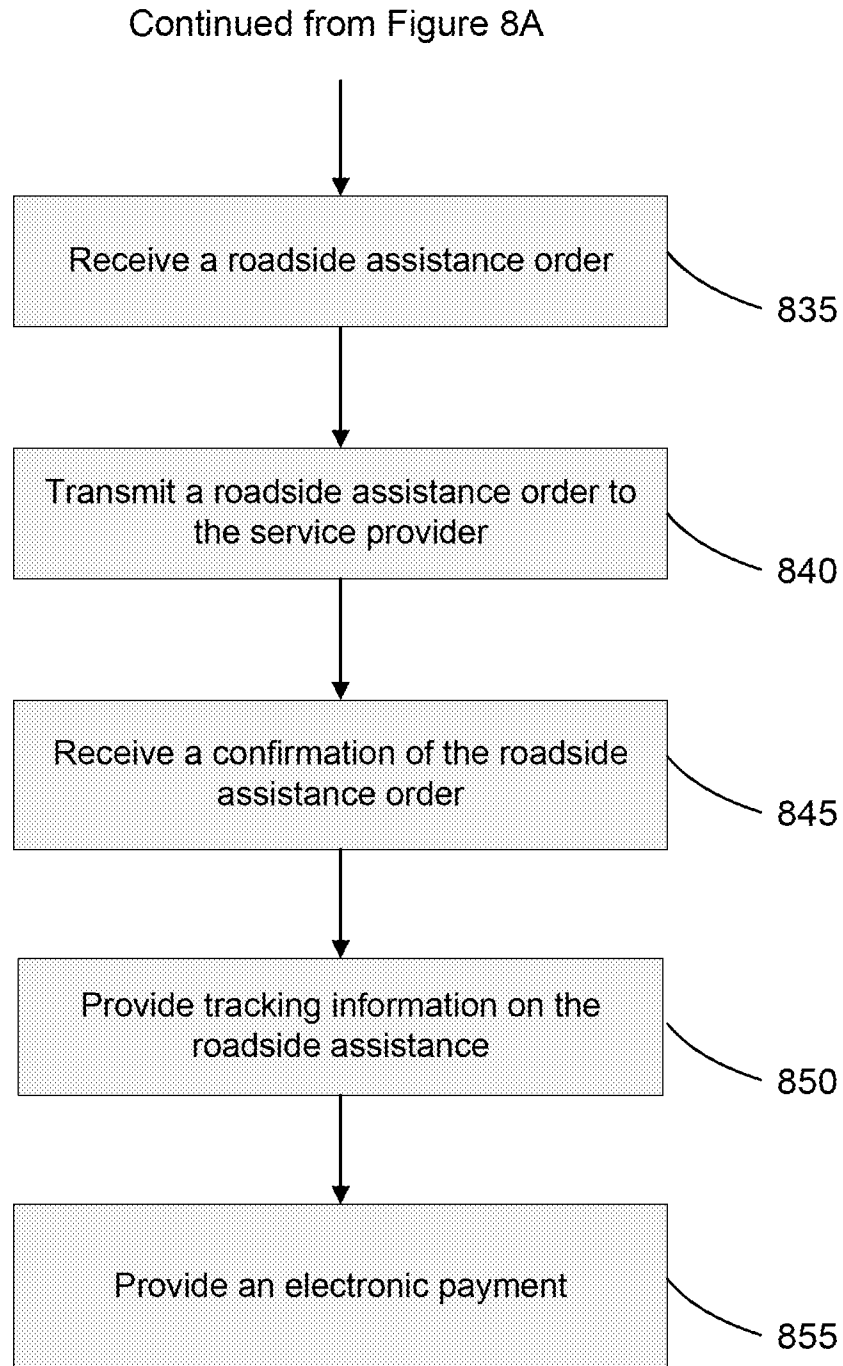 Continued from Figure 8A
Receive a roadside assistance order
835
Transmit a roadside assistance order to
the service provider
840
Receive a confirmation of the roadside
assistance order
845
Provide tracking information on the
roadside assistance
850
Provide an electronic payment
855